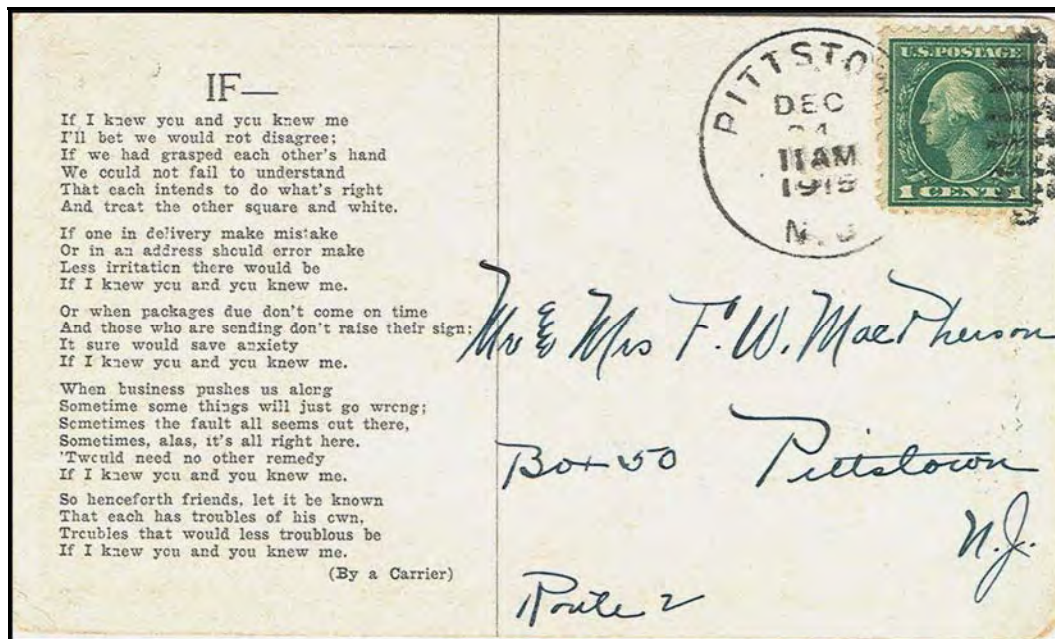 IF—
If I knew you and you knew me
I'll bet we would not disagree;
If we had grasped each other's hand
We could not fail to understand
That each intends to do what's right
And treat the other square and white.
If one in delivery make mistake
Or in an address should error make
Less irritation there would be
If I knew you and you knew me.
Or when packages due don't come on time
And those who are sending don't raise their sign;
It sure would save anxiety
If I knew you and you knew me.
When business pushes us along
Sometime some things will just go wrong;
Sometimes the fault all seems out there,
Sometimes, alas, it's all right here.
'Twould need no other remedy
If I knew you and you knew me.
So henceforth friends, let it be known
That each has troubles of his own,
Troubles that would less troublous be
If I knew you and you knew me.
(By a Carrier)
PITTSTO
DEC
11AM
N.J
U.S. POSTAGE
1 CENT 1
Mr & Mrs F. W. MacPherson
Box 50 Pittstown
N.J.
Route 2